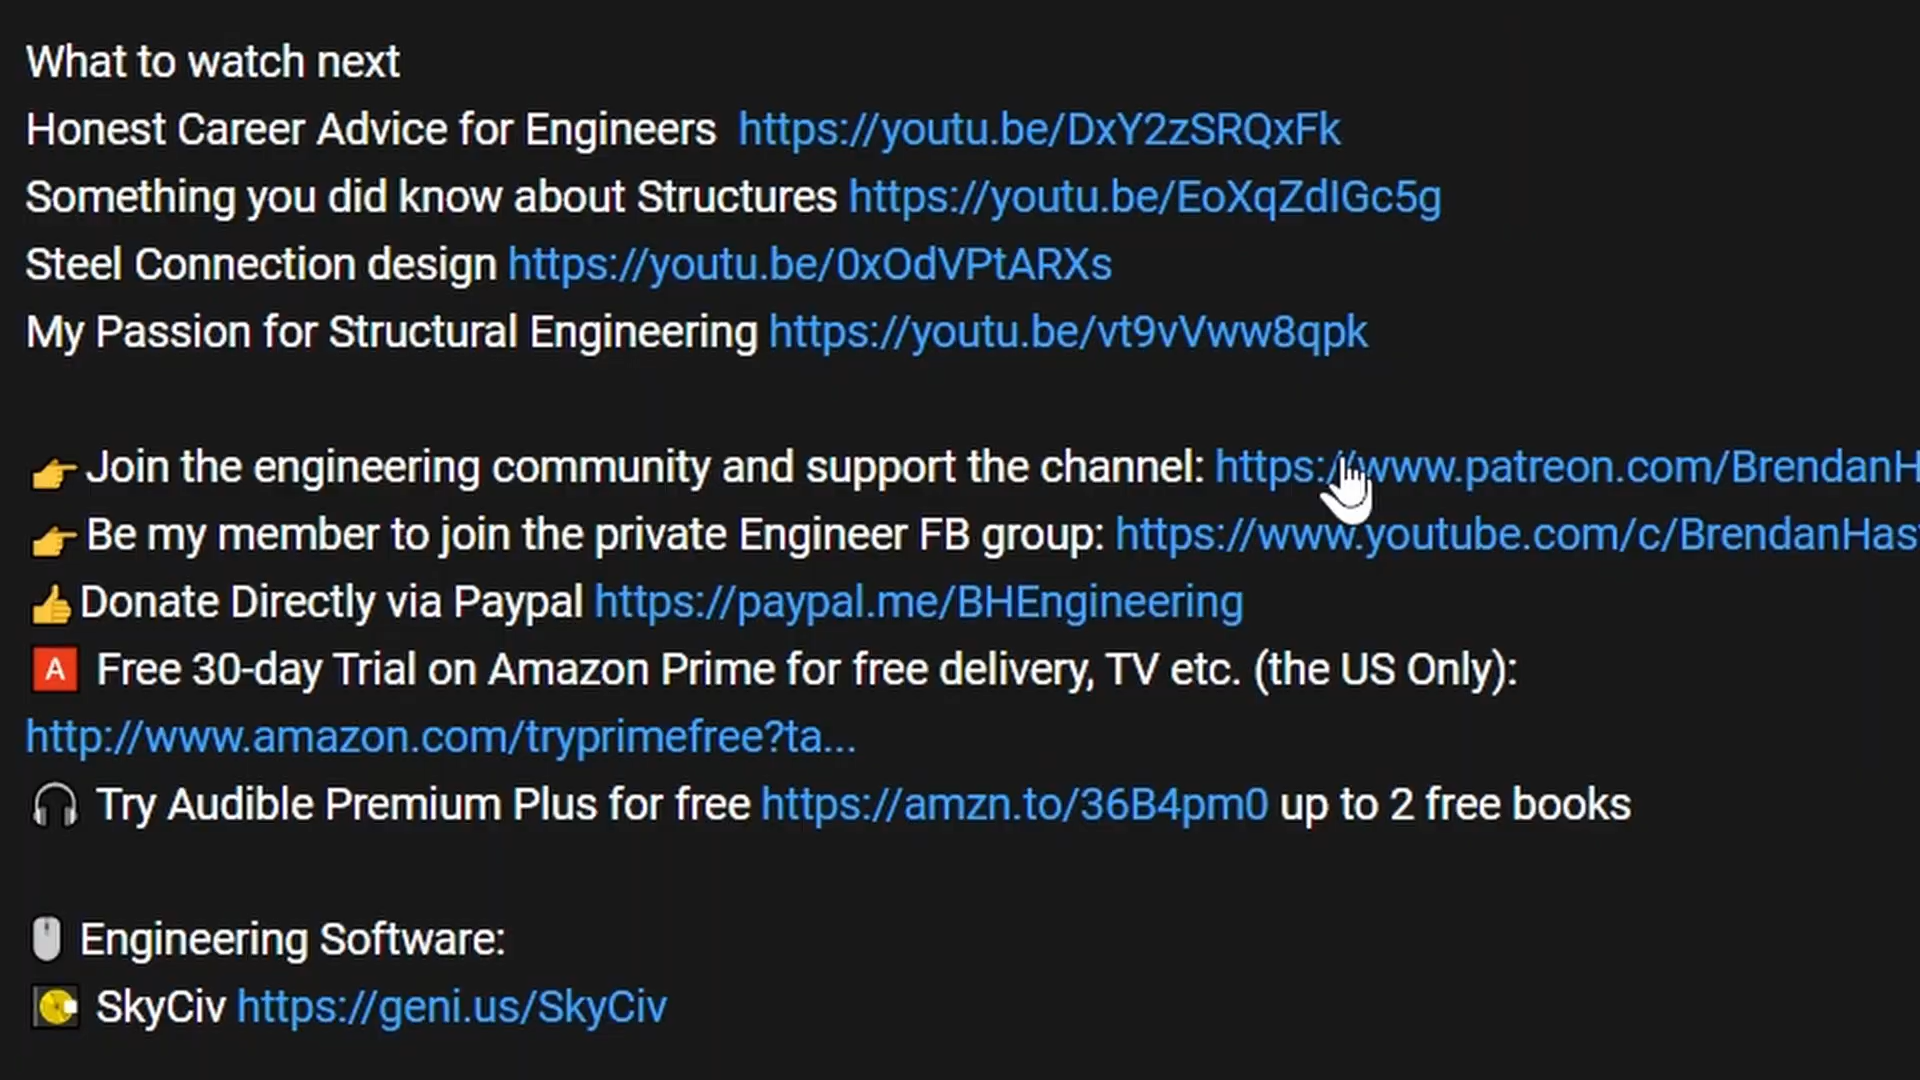 What to watch next
Honest Career Advice for Engineers https://youtu.be/DxY2zSRQxFk
Something you did know about Structures https://youtu.be/EoXqZdIGc5g
Steel Connection design https://youtu.be/0xOdVPtARXs
My Passion for Structural Engineering https://youtu.be/vt9vVww8qpk
👉Join the engineering community and support the channel: https://www.patreon.com/BrendanH
👉Be my member to join the private Engineer FB group: https://www.youtube.com/c/BrendanHas
👍Donate Directly via Paypal https://paypal.me/BHEngineering
🅰 Free 30-day Trial on Amazon Prime for free delivery, TV etc. (the US Only):
http://www.amazon.com/tryprimefree?ta...
🎧 Try Audible Premium Plus for free https://amzn.to/36B4pm0 up to 2 free books
🖱 Engineering Software:
SkyCiv https://geni.us/SkyCiv